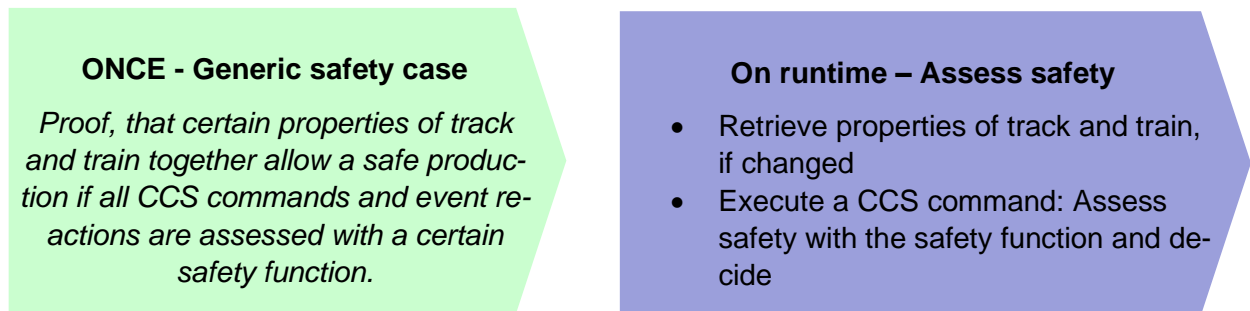 ONCE - Generic safety case
Proof, that certain properties of track
and train together allow a safe produc-
tion if all CCS commands and event re-
actions are assessed with a certain
safety function.
On runtime – Assess safety
• Retrieve properties of track and train,
if changed
• Execute a CCS command: Assess
safety with the safety function and de-
cide